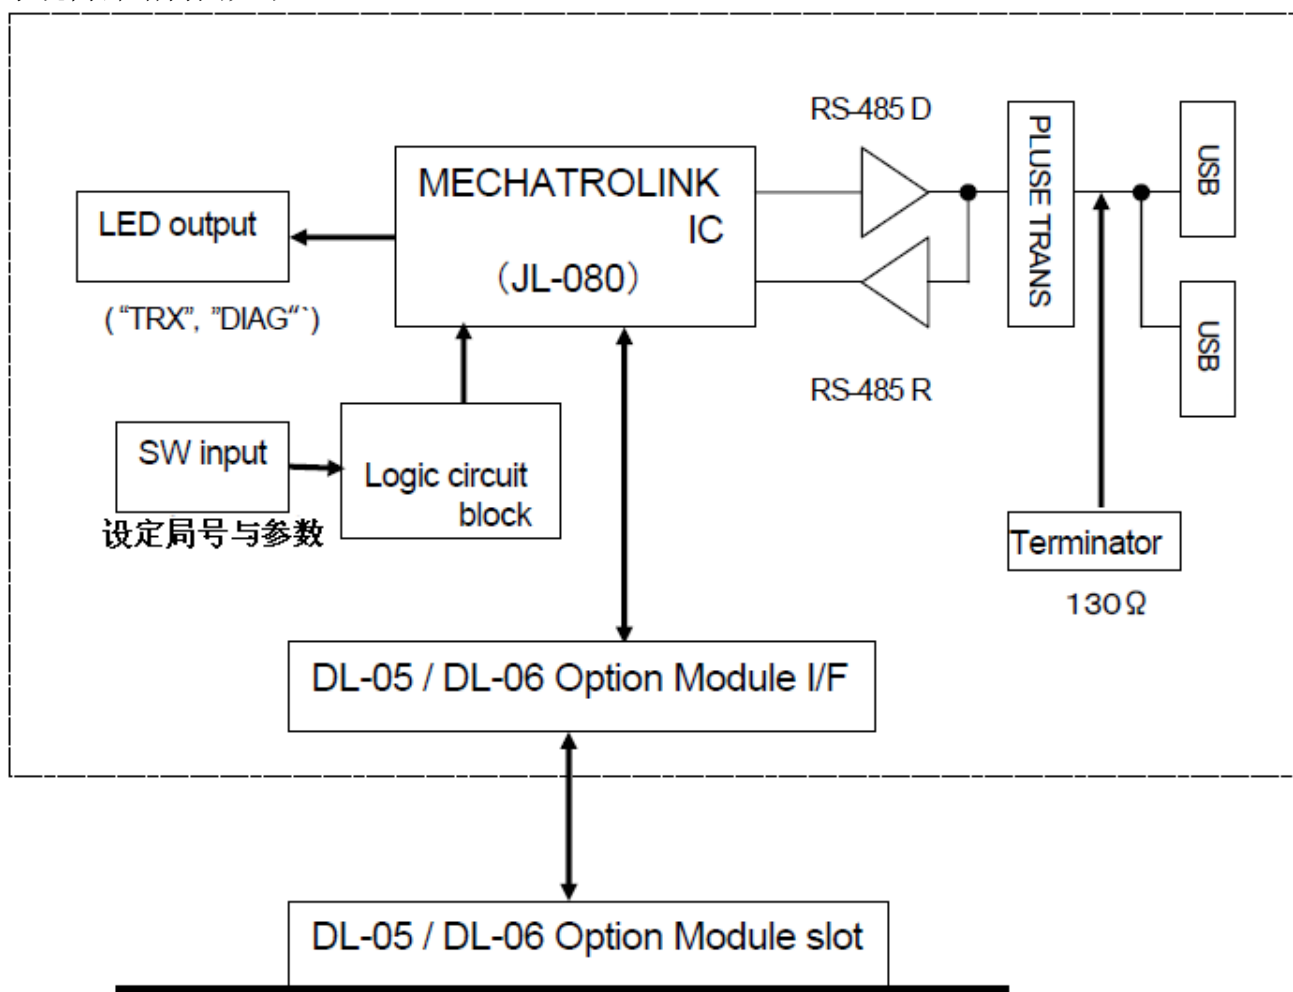 RS-485 D
MECHATROLINK
IC
(JL-080)
PLUSE TRANS
USB
LED output
("TRX", "DIAG"`)
USB
RS-485 R
SW input
Logic circuit
block
设定局号与参数
Terminator
130Ω
DL-05 / DL-06 Option Module I/F
DL-05 / DL-06 Option Module slot